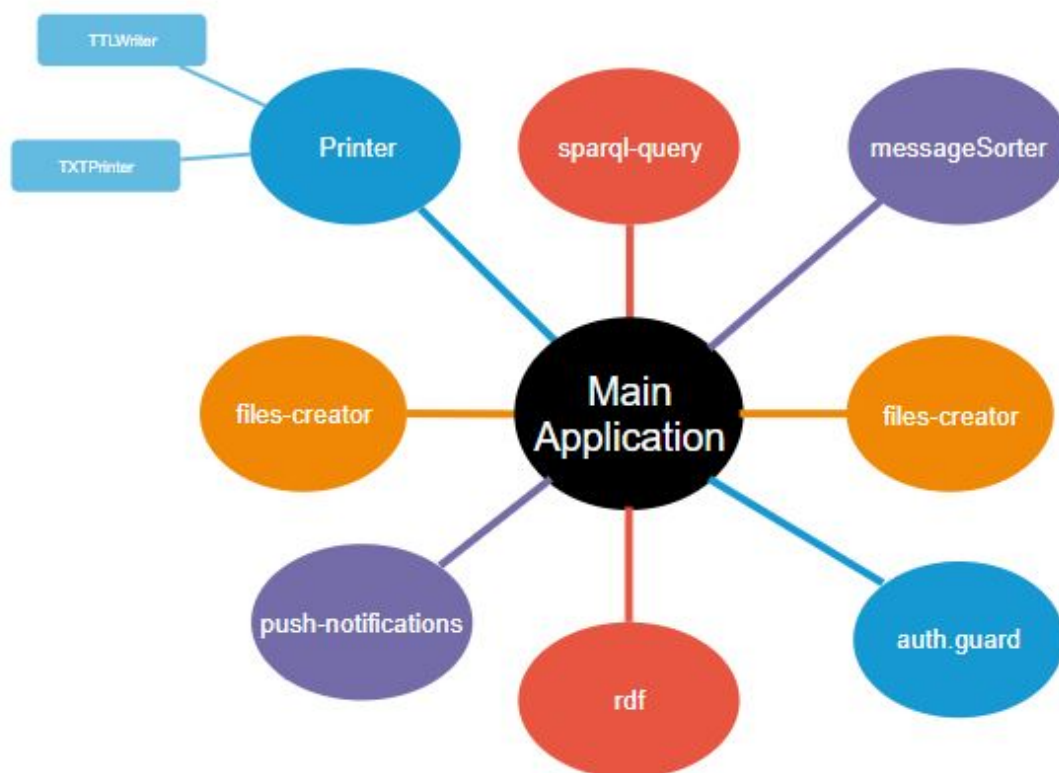 TTLWriter
Printer
sparql-query
messageSorter
TXTPrinter
files-creator
Main
Application
files-creator
push-notifications
auth.guard
rdf